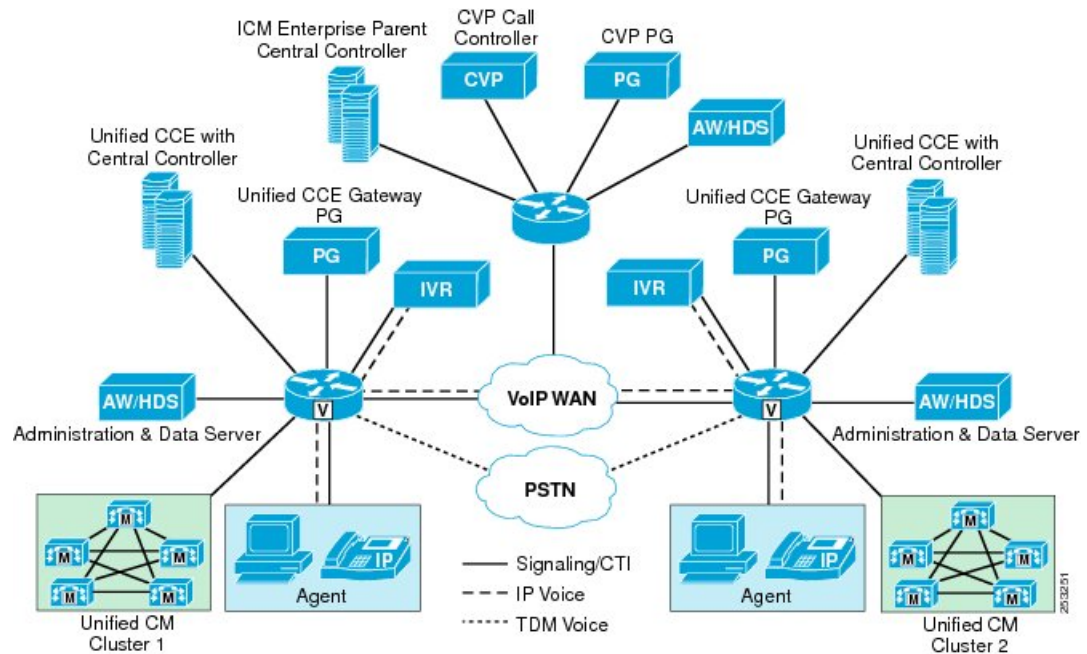 ICM Enterprise Parent
Central Controller
CVP Call
Controller
CVP PG
CVP
PG
AW/HDS
Unified CCE with
Central Controller
Unified CCE Gateway
PG
PG
IVR
Unified CCE Gateway
PG
PG
IVR
Unified CCE with
Central Controller
AW/HDS
Administration & Data Server
V
VoIP WAN
V
AW/HDS
Administration & Data Server
PSTN
M
M
M
M
M
Unified CM
Cluster 1
IP
Agent
Signaling/CTI
IP Voice
TDM Voice
IP
Agent
M
M
M
M
M
Unified CM
Cluster 2
253251